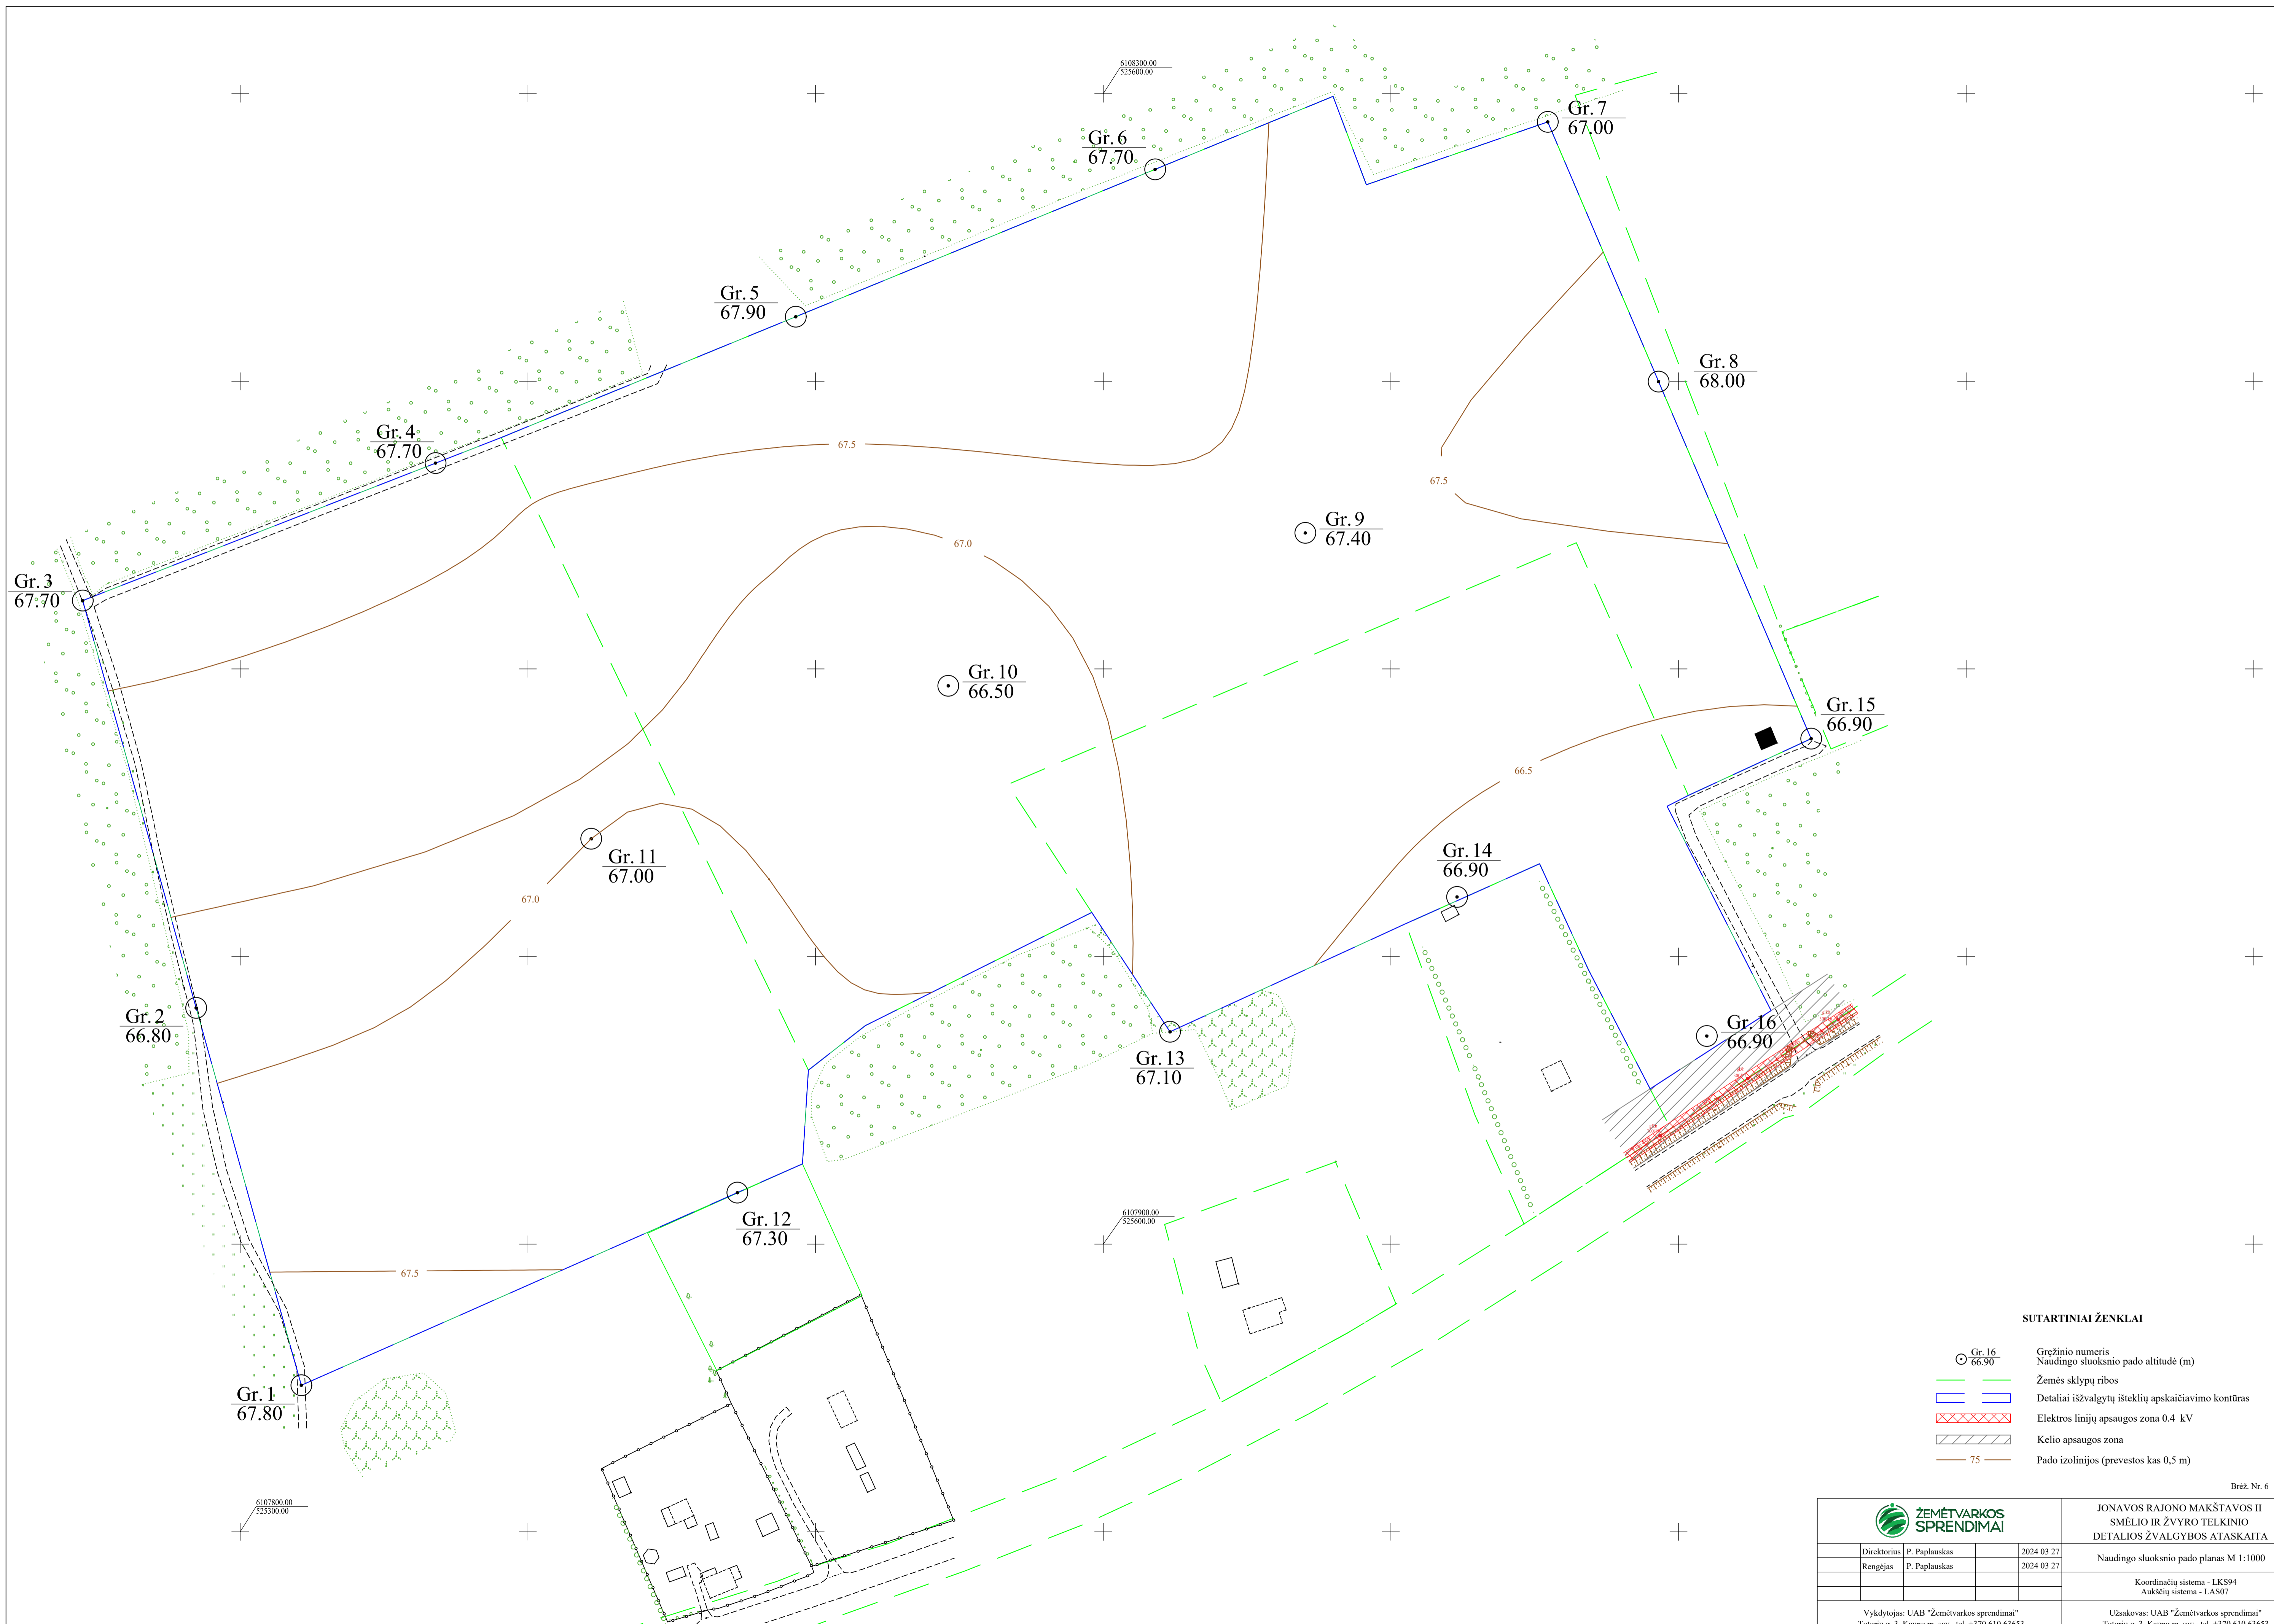 6108300.00
525600.00
Gr. 7
67.00
Gr. 6
67.70
Gr. 5
67.90
Gr. 8
68.00
Gr. 4
67.70
67.5
67.5
Gr. 9
67.40
67.0
Gr. 3
67.70
Gr. 10
66.50
Gr. 15
66.90
66.5
Gr. 11
67.00
Gr. 14
66.90
67.0
Gr. 2
66.80
Gr. 16
66.90
Gr. 13
67.10
6107900.00
525600.00
Gr. 12
67.30
67.5
Gr. 1
67.80
6107800.00
525300.00
SUTARTINIAI ŽENKLAI
Gr. 16
66.90
Gręžinio numeris
Naudingo sluoksnio pado altitudė (m)
Žemės sklypų ribos
Detaliai išžvalgytų išteklių apskaičiavimo kontūras
Elektros linijų apsaugos zona 0.4 kV
Kelio apsaugos zona
75
Pado izolinijos (prevestos kas 0,5 m)
Brėž. Nr. 6
ŽEMĖTVARKOS
SPRENDIMAI
JONAVOS RAJONO MAKŠTAVOS II
SMĖLIO IR ŽVYRO TELKINIO
DETALIOS ŽVALGYBOS ATASKAITA
Direktorius P. Paplauskas 2024 03 27
Rengėjas P. Paplauskas 2024 03 27
Naudingo sluoksnio pado planas M 1:1000
Koordinačių sistema - LKS94
Aukščių sistema - LAS07
Vykdytojas: UAB "Žemėtvarkos sprendimai"
Užsakovas: UAB "Žemėtvarkos sprendimai"